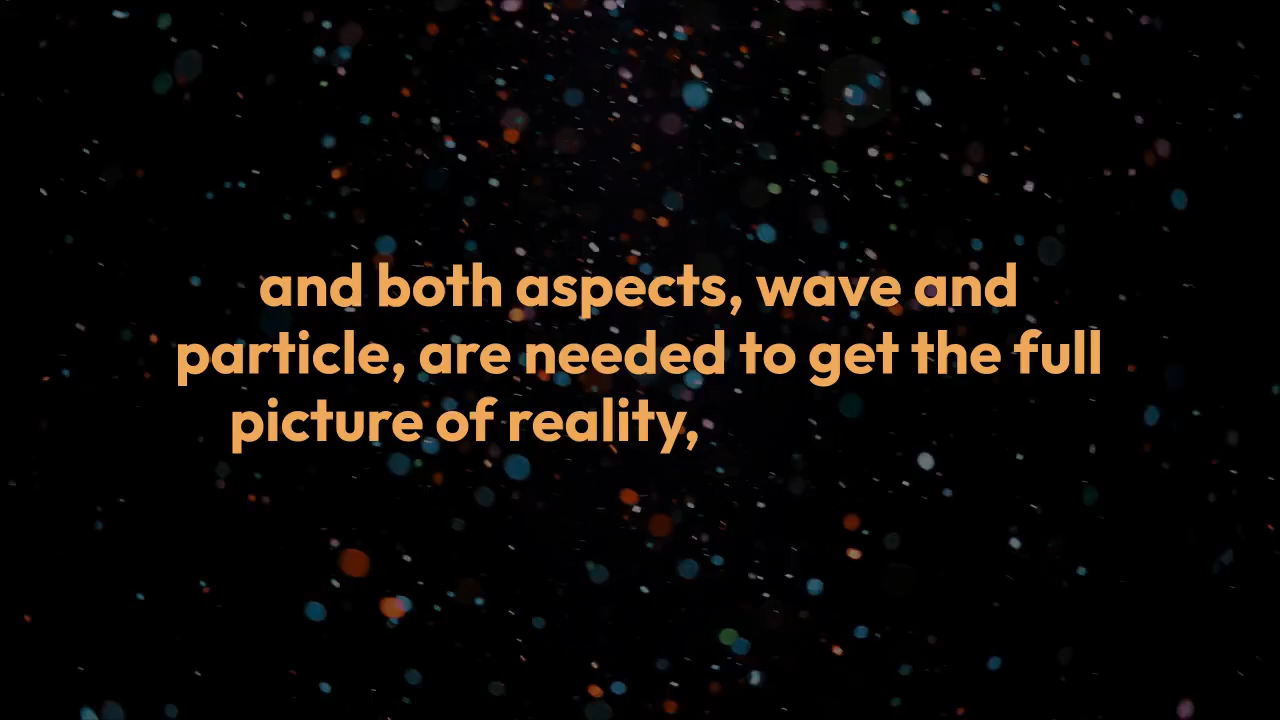 and both aspects, wave and
particle, are needed to get the full
picture of reality,